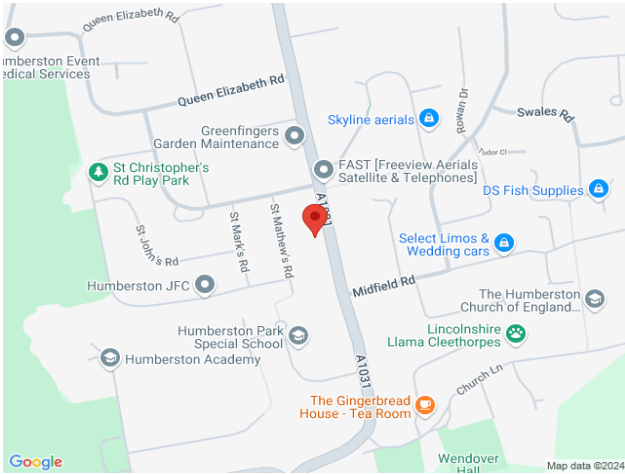 Queen Elizabeth Rd
umberston Event
edical Services
Queen Elizabeth Rd
Greenfingers
Garden Maintenance
Skyline aerials
Rowan Dr
Swales Rd
Tudor Cl
FAST [Freeview Aerials
Satellite & Telephones]
St Christopher's
Rd Play Park
DS Fish Supplies
St John's Rd
St Mark's Rd
St Mathew's Rd
A1031
Select Limos &
Wedding cars
Humberston JFC
Midfield Rd
The Humberston
Church of England...
Lincolnshire
Llama Cleethorpes
Humberston Park
Special School
Humberston Academy
A1031
Church Ln
The Gingerbread
House - Tea Room
Wendover
Hall
Google
Map data ©2024